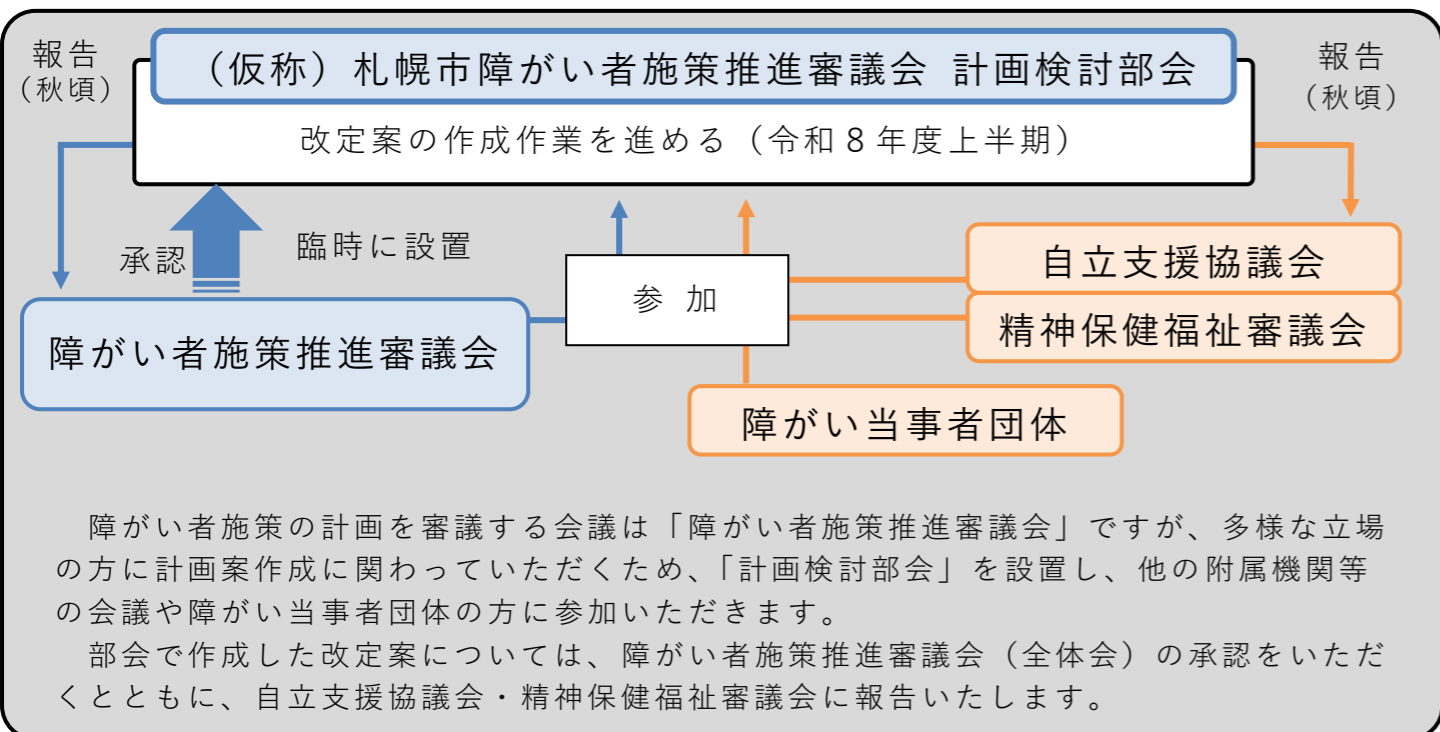 報告
（秋頃）
（仮称）札幌市障がい者施策推進審議会 計画検討部会
報告
（秋頃）
改定案の作成作業を進める（令和８年度上半期）
承認
臨時に設置
参 加
自立支援協議会
精神保健福祉審議会
障がい者施策推進審議会
障がい当事者団体
障がい者施策の計画を審議する会議は「障がい者施策推進審議会」ですが、多様な立場
の方に計画案作成に関わっていただくため、「計画検討部会」を設置し、他の附属機関等
の会議や障がい当事者団体の方に参加いただきます。
部会で作成した改定案については、障がい者施策推進審議会（全体会）の承認をいただ
くとともに、自立支援協議会・精神保健福祉審議会に報告いたします。